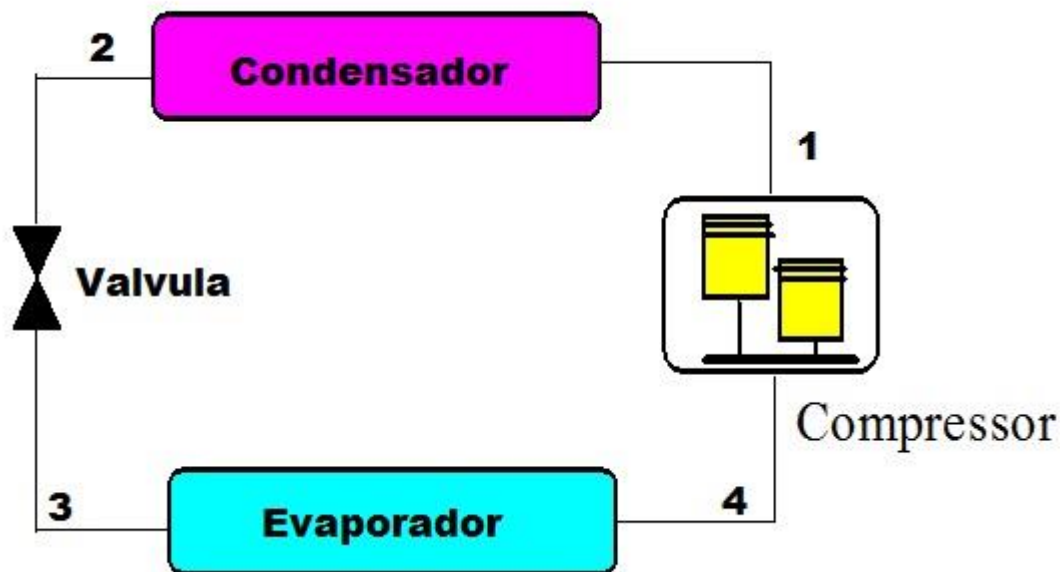 2
Condensador
1
Valvula
Compressor
3
Evaporador
4